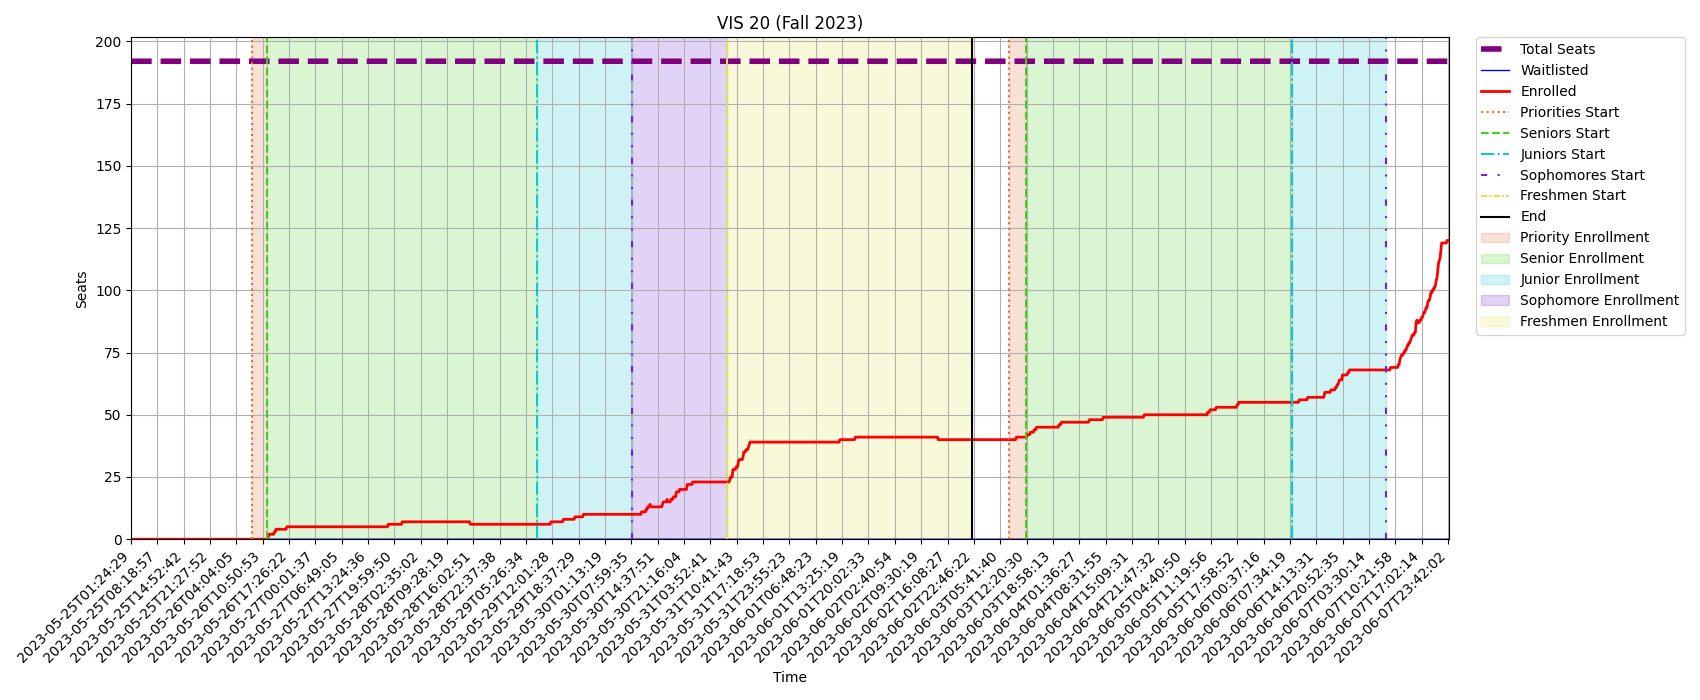 VIS 20 (Fall 2023)
200
175
150
125
100
75
50
25
0
Seats
2023-05-25T01:24:29
2023-05-25T08:18:57
2023-05-25T14:52:42
2023-05-25T21:27:52
2023-05-26T04:04:05
2023-05-26T10:50:53
2023-05-26T17:26:22
2023-05-27T00:01:37
2023-05-27T06:49:05
2023-05-27T13:24:36
2023-05-27T19:59:50
2023-05-28T02:35:02
2023-05-28T09:28:19
2023-05-28T16:02:51
2023-05-28T22:37:38
2023-05-29T05:26:34
2023-05-29T12:01:28
2023-05-29T18:37:29
2023-05-30T01:13:19
2023-05-30T07:59:35
2023-05-30T14:37:51
2023-05-30T21:16:04
2023-05-31T03:52:41
2023-05-31T10:41:43
2023-05-31T17:18:53
2023-05-31T23:55:23
2023-06-01T06:48:23
2023-06-01T13:25:19
2023-06-01T20:02:33
2023-06-02T02:40:54
2023-06-02T09:30:19
2023-06-02T16:08:27
2023-06-02T22:46:22
2023-06-03T05:41:40
2023-06-03T12:20:30
2023-06-03T18:58:13
2023-06-04T01:36:27
2023-06-04T08:31:55
2023-06-04T15:09:31
2023-06-04T21:47:32
2023-06-05T04:40:50
2023-06-05T11:19:56
2023-06-05T17:58:52
2023-06-06T00:37:16
2023-06-06T07:34:19
2023-06-06T14:13:31
2023-06-06T20:52:35
2023-06-07T03:30:14
2023-06-07T10:21:58
2023-06-07T17:02:14
2023-06-07T23:42:02
Time
Total Seats
Waitlisted
Enrolled
Priorities Start
Seniors Start
Juniors Start
Sophomores Start
Freshmen Start
End
Priority Enrollment
Senior Enrollment
Junior Enrollment
Sophomore Enrollment
Freshmen Enrollment